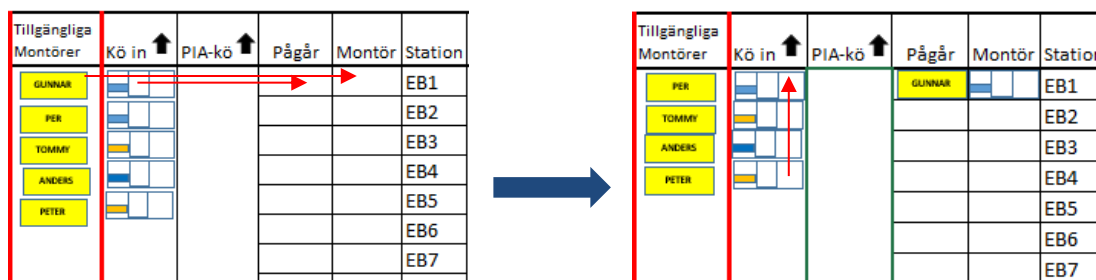 Tillgängliga
Montörer Kö in PIA-kö Pågår Montör Station
GUNNAR EB1
PER EB2
TOMMY EB3
ANDERS EB4
PETER EB5
EB6
EB7
Tillgängliga
Montörer Kö in PIA-kö Pågår Montör Station
PER GUNNAR EB1
TOMMY EB2
ANDERS EB3
PETER EB4
EB5
EB6
EB7